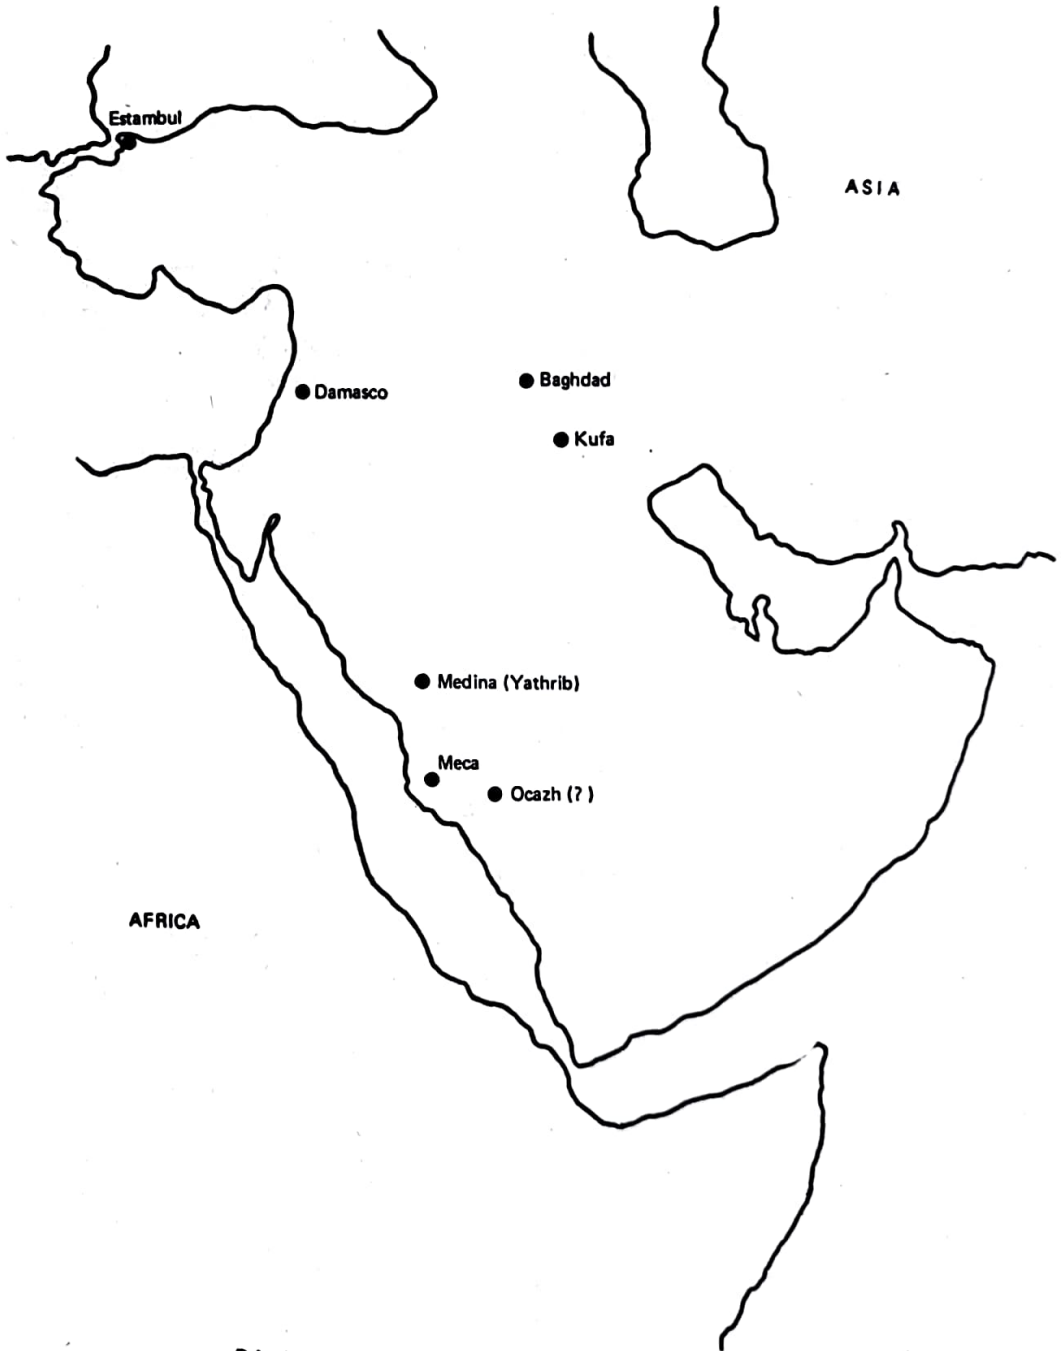 Estambul
ASIA
Baghdad
Damasco
Kufa
Medina (Yathrib)
Meca
Ocazh (?)
AFRICA